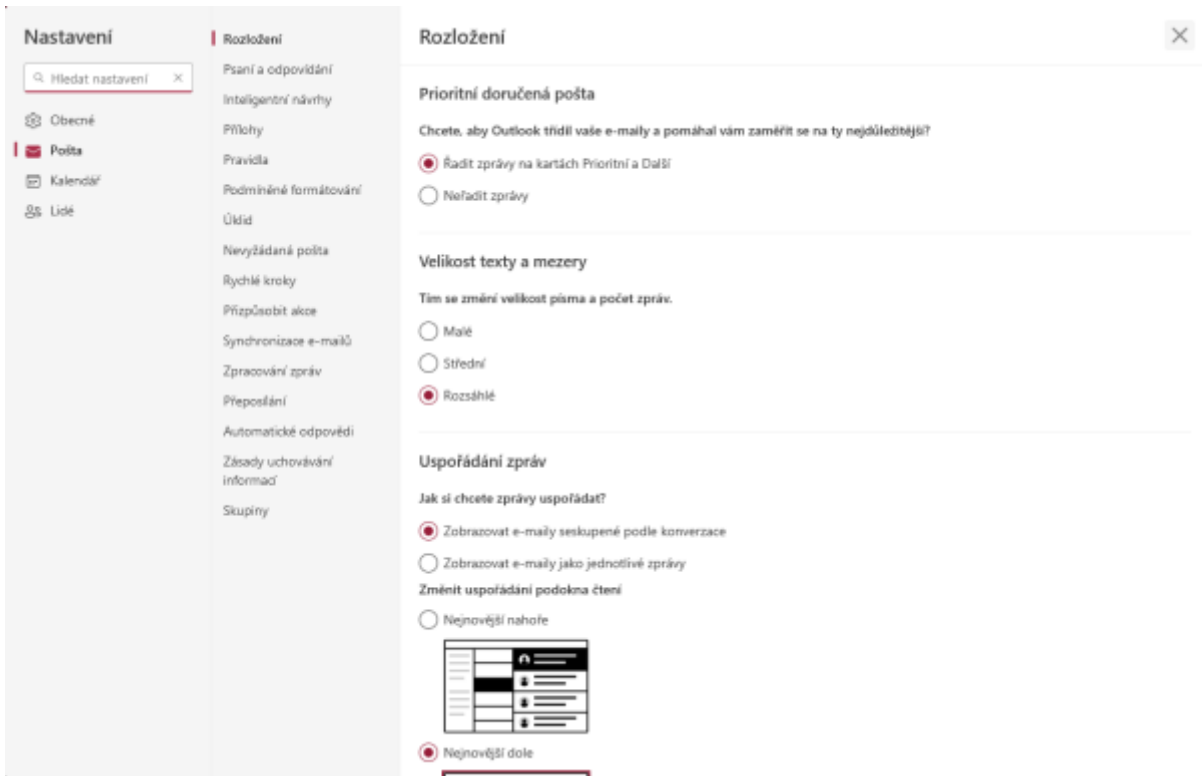 Nastavení
Hledat nastavení
Obecné
Pošta
Kalendář
Lidé
Rozložení
Psaní a odpovídání
Inteligentní návrhy
Přílohy
Pravidla
Podmíněné formátování
Úklid
Nevyžádaná pošta
Rychlé kroky
Přizpůsobit akce
Synchronizace e-mailů
Zpracování zpráv
Přeposílání
Automatické odpovědi
Zásady uchovávání
informací
Skupiny
Rozložení
Prioritní doručená pošta
Chcete, aby Outlook třídil vaše e-maily a pomáhal vám zaměřit se na ty nejdůležitější?
Řadit zprávy na kartách Prioritní a Další
Neřadit zprávy
Velikost texty a mezery
Tím se změní velikost písma a počet zpráv.
Malé
Střední
Rozsáhlé
Uspořádání zpráv
Jak si chcete zprávy uspořádat?
Zobrazovat e-maily seskupené podle konverzace
Zobrazovat e-maily jako jednotlivé zprávy
Změnit uspořádání podokna čtení
Nejnovější nahoře
Nejnovější dole